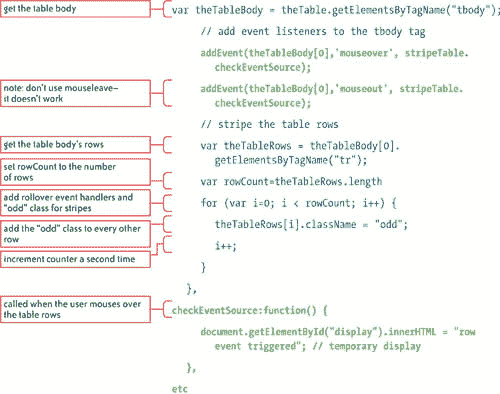 get the table body
var theTableBody = theTable.getElementsByTagName("tbody");
// add event listeners to the tbody tag
addEvent(theTableBody[0],'mouseover', stripeTable.
checkEventSource);
note: don't use mouseleave–
it doesn't work
addEvent(theTableBody[0],'mouseout', stripeTable.
checkEventSource);
// stripe the table rows
get the table body's rows
var theTableRows = theTableBody[0].
getElementsByTagName("tr");
set rowCount to the number
of rows
var rowCount=theTableRows.length
add rollover event handlers and
"odd" class for stripes
for (var i=0; i < rowCount; i++) {
add the "odd" class to every other
row
theTableRows[i].className = "odd";
increment counter a second time
i++;
}
},
called when the user mouses over
the table rows
checkEventSource:function() {
document.getElementById("display").innerHTML = "row
event triggered"; // temporary display
},
etc